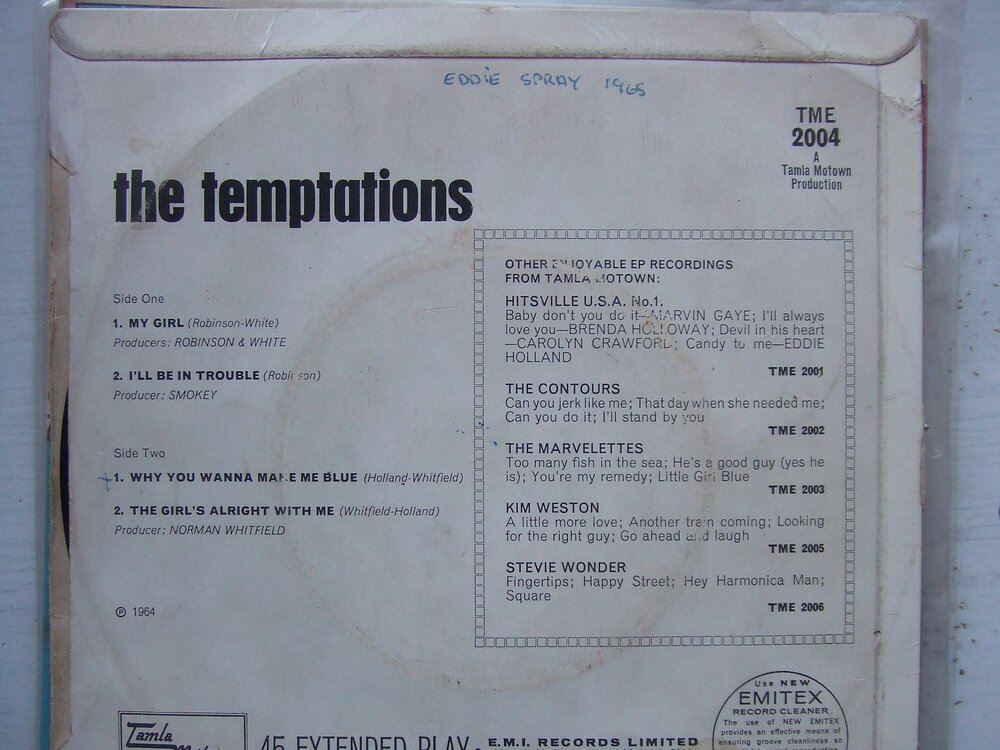 EDDIE SPRAY 1965
TME
2004
A
Tamla Motown
Production
the temptations
Side One
1. MY GIRL (Robinson-White)
Producers: ROBINSON & WHITE
2. I'LL BE IN TROUBLE (Robinson)
Producer: SMOKEY
Side Two
1. WHY YOU WANNA MAKE ME BLUE (Holland-Whitfield)
2. THE GIRL'S ALRIGHT WITH ME (Whitfield-Holland)
Producer: NORMAN WHITFIELD
℗ 1964
OTHER ENJOYABLE EP RECORDINGS
FROM TAMLA MOTOWN:
HITSVILLE U.S.A. No.1.
Baby don't you do it—MARVIN GAYE; I'll always
love you—BRENDA HOLLOWAY; Devil in his heart
—CAROLYN CRAWFORD; Candy to me—EDDIE
HOLLAND
TME 2001
THE CONTOURS
Can you jerk like me; That day when she needed me;
Can you do it; I'll stand by you
TME 2002
THE MARVELETTES
Too many fish in the sea; He's a good guy (yes he
is); You're my remedy; Little Girl Blue
TME 2003
KIM WESTON
A little more love; Another train coming; Looking
for the right guy; Go ahead and laugh
TME 2005
STEVIE WONDER
Fingertips; Happy Street; Hey Harmonica Man;
Square
TME 2006
Tamla
Motown
45 EXTENDED PLAY • E.M.I. RECORDS LIMITED
Use NEW
EMITEX
RECORD CLEANER
The use of NEW EMITEX
provides an effective means of
ensuring groove cleanliness so